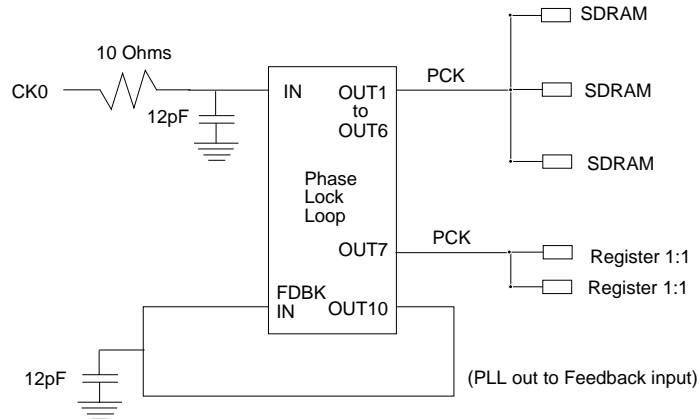 SDRAM
10 Ohms
PCK
CK0
IN
OUT1
to
OUT6
SDRAM
12pF
SDRAM
Phase
Lock
Loop
PCK
OUT7
Register 1:1
Register 1:1
FDBK
IN
OUT10
12pF
(PLL out to Feedback input)